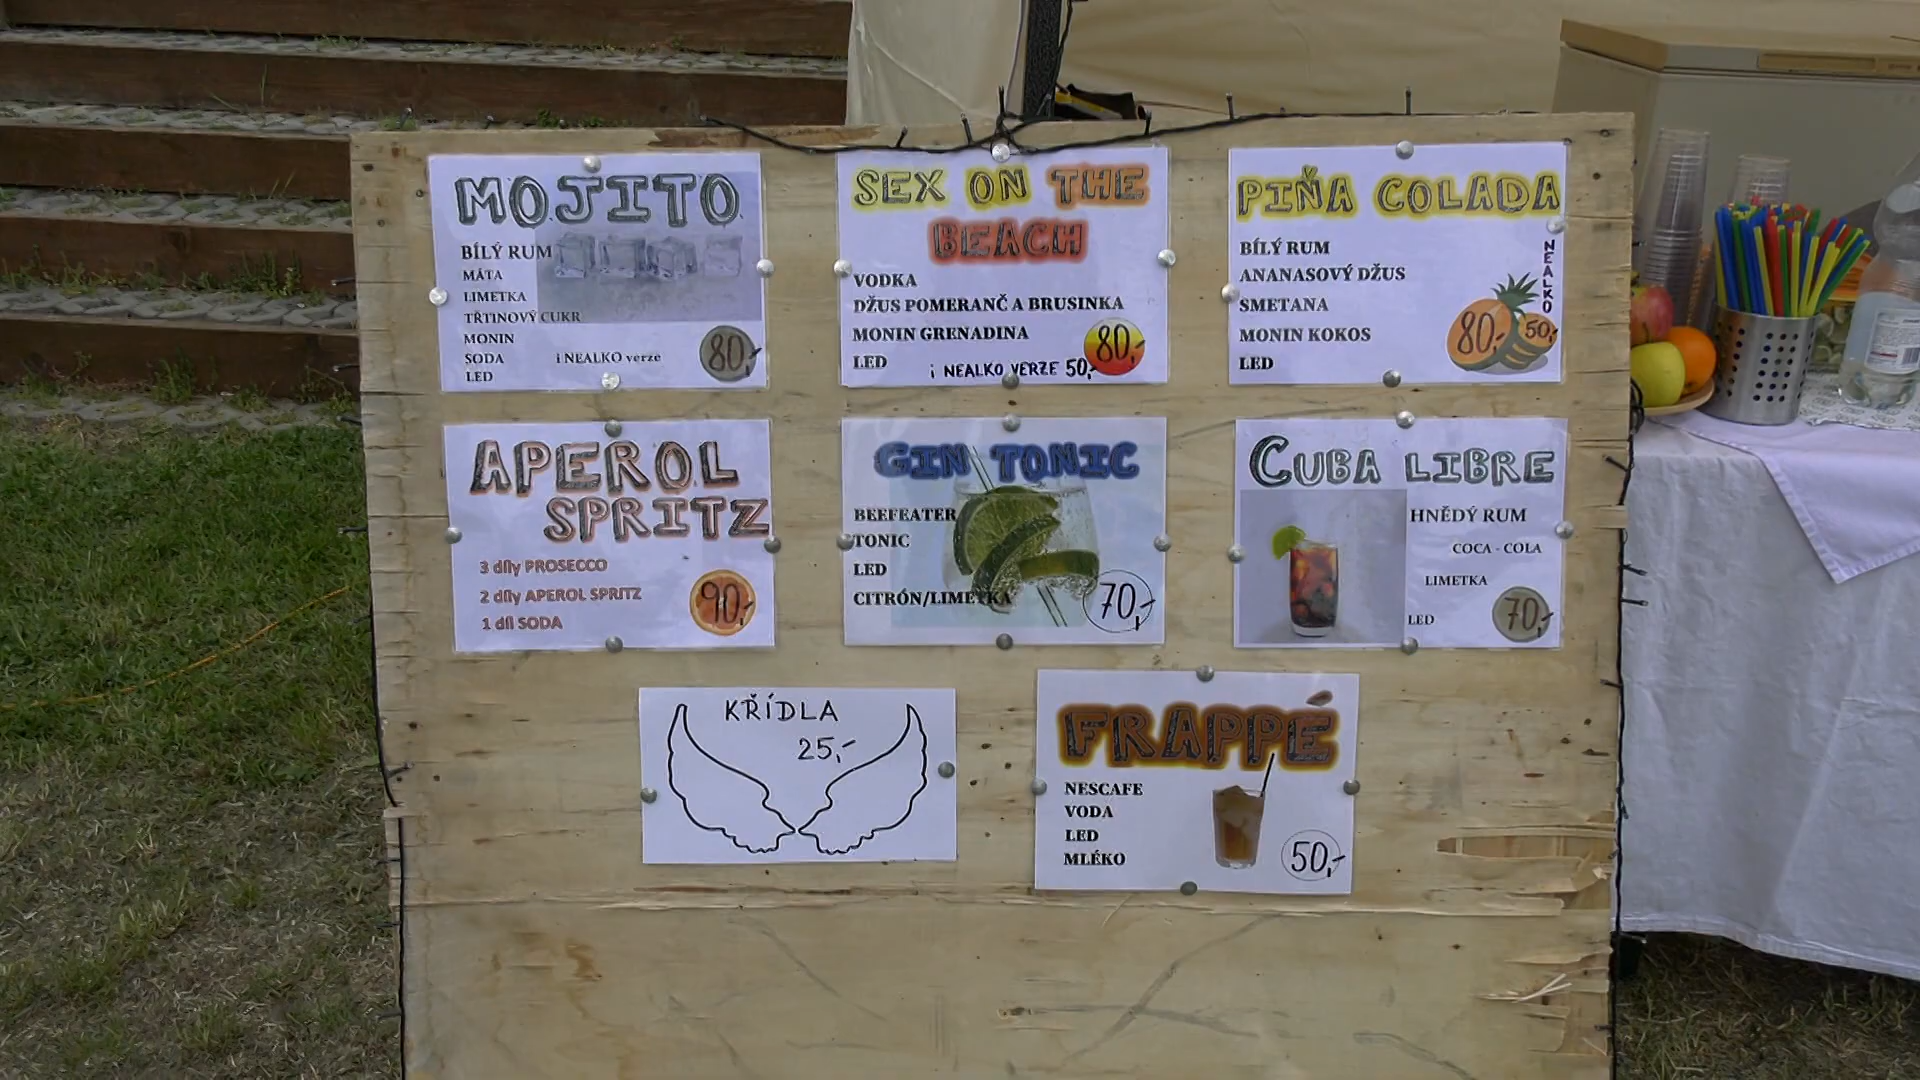 MOJITO
BÍLÝ RUM
MÁTA
LIMETKA
TŘTINOVÝ CUKR
MONIN
SODA
i NEALKO verze
LED
80,-
SEX ON THE
BEACH
VODKA
DŽUS POMERANČ A BRUSINKA
MONIN GRENADINA
LED
80,-
i NEALKO VERZE 50,-
PIŇA COLADA
BÍLÝ RUM
ANANASOVÝ DŽUS
SMETANA
MONIN KOKOS
LED
80,-
NEALKO
50,-
APEROL
SPRITZ
3 díly PROSECCO
2 díly APEROL SPRITZ
1 díl SODA
90,-
GIN TONIC
BEEFEATER
TONIC
LED
CITRÓN/LIMETKA
70,-
CUBA LIBRE
HNĚDÝ RUM
COCA - COLA
LIMETKA
LED
70,-
KŘÍDLA
25,-
FRAPPÉ
NESCAFE
VODA
LED
MLÉKO
50,-